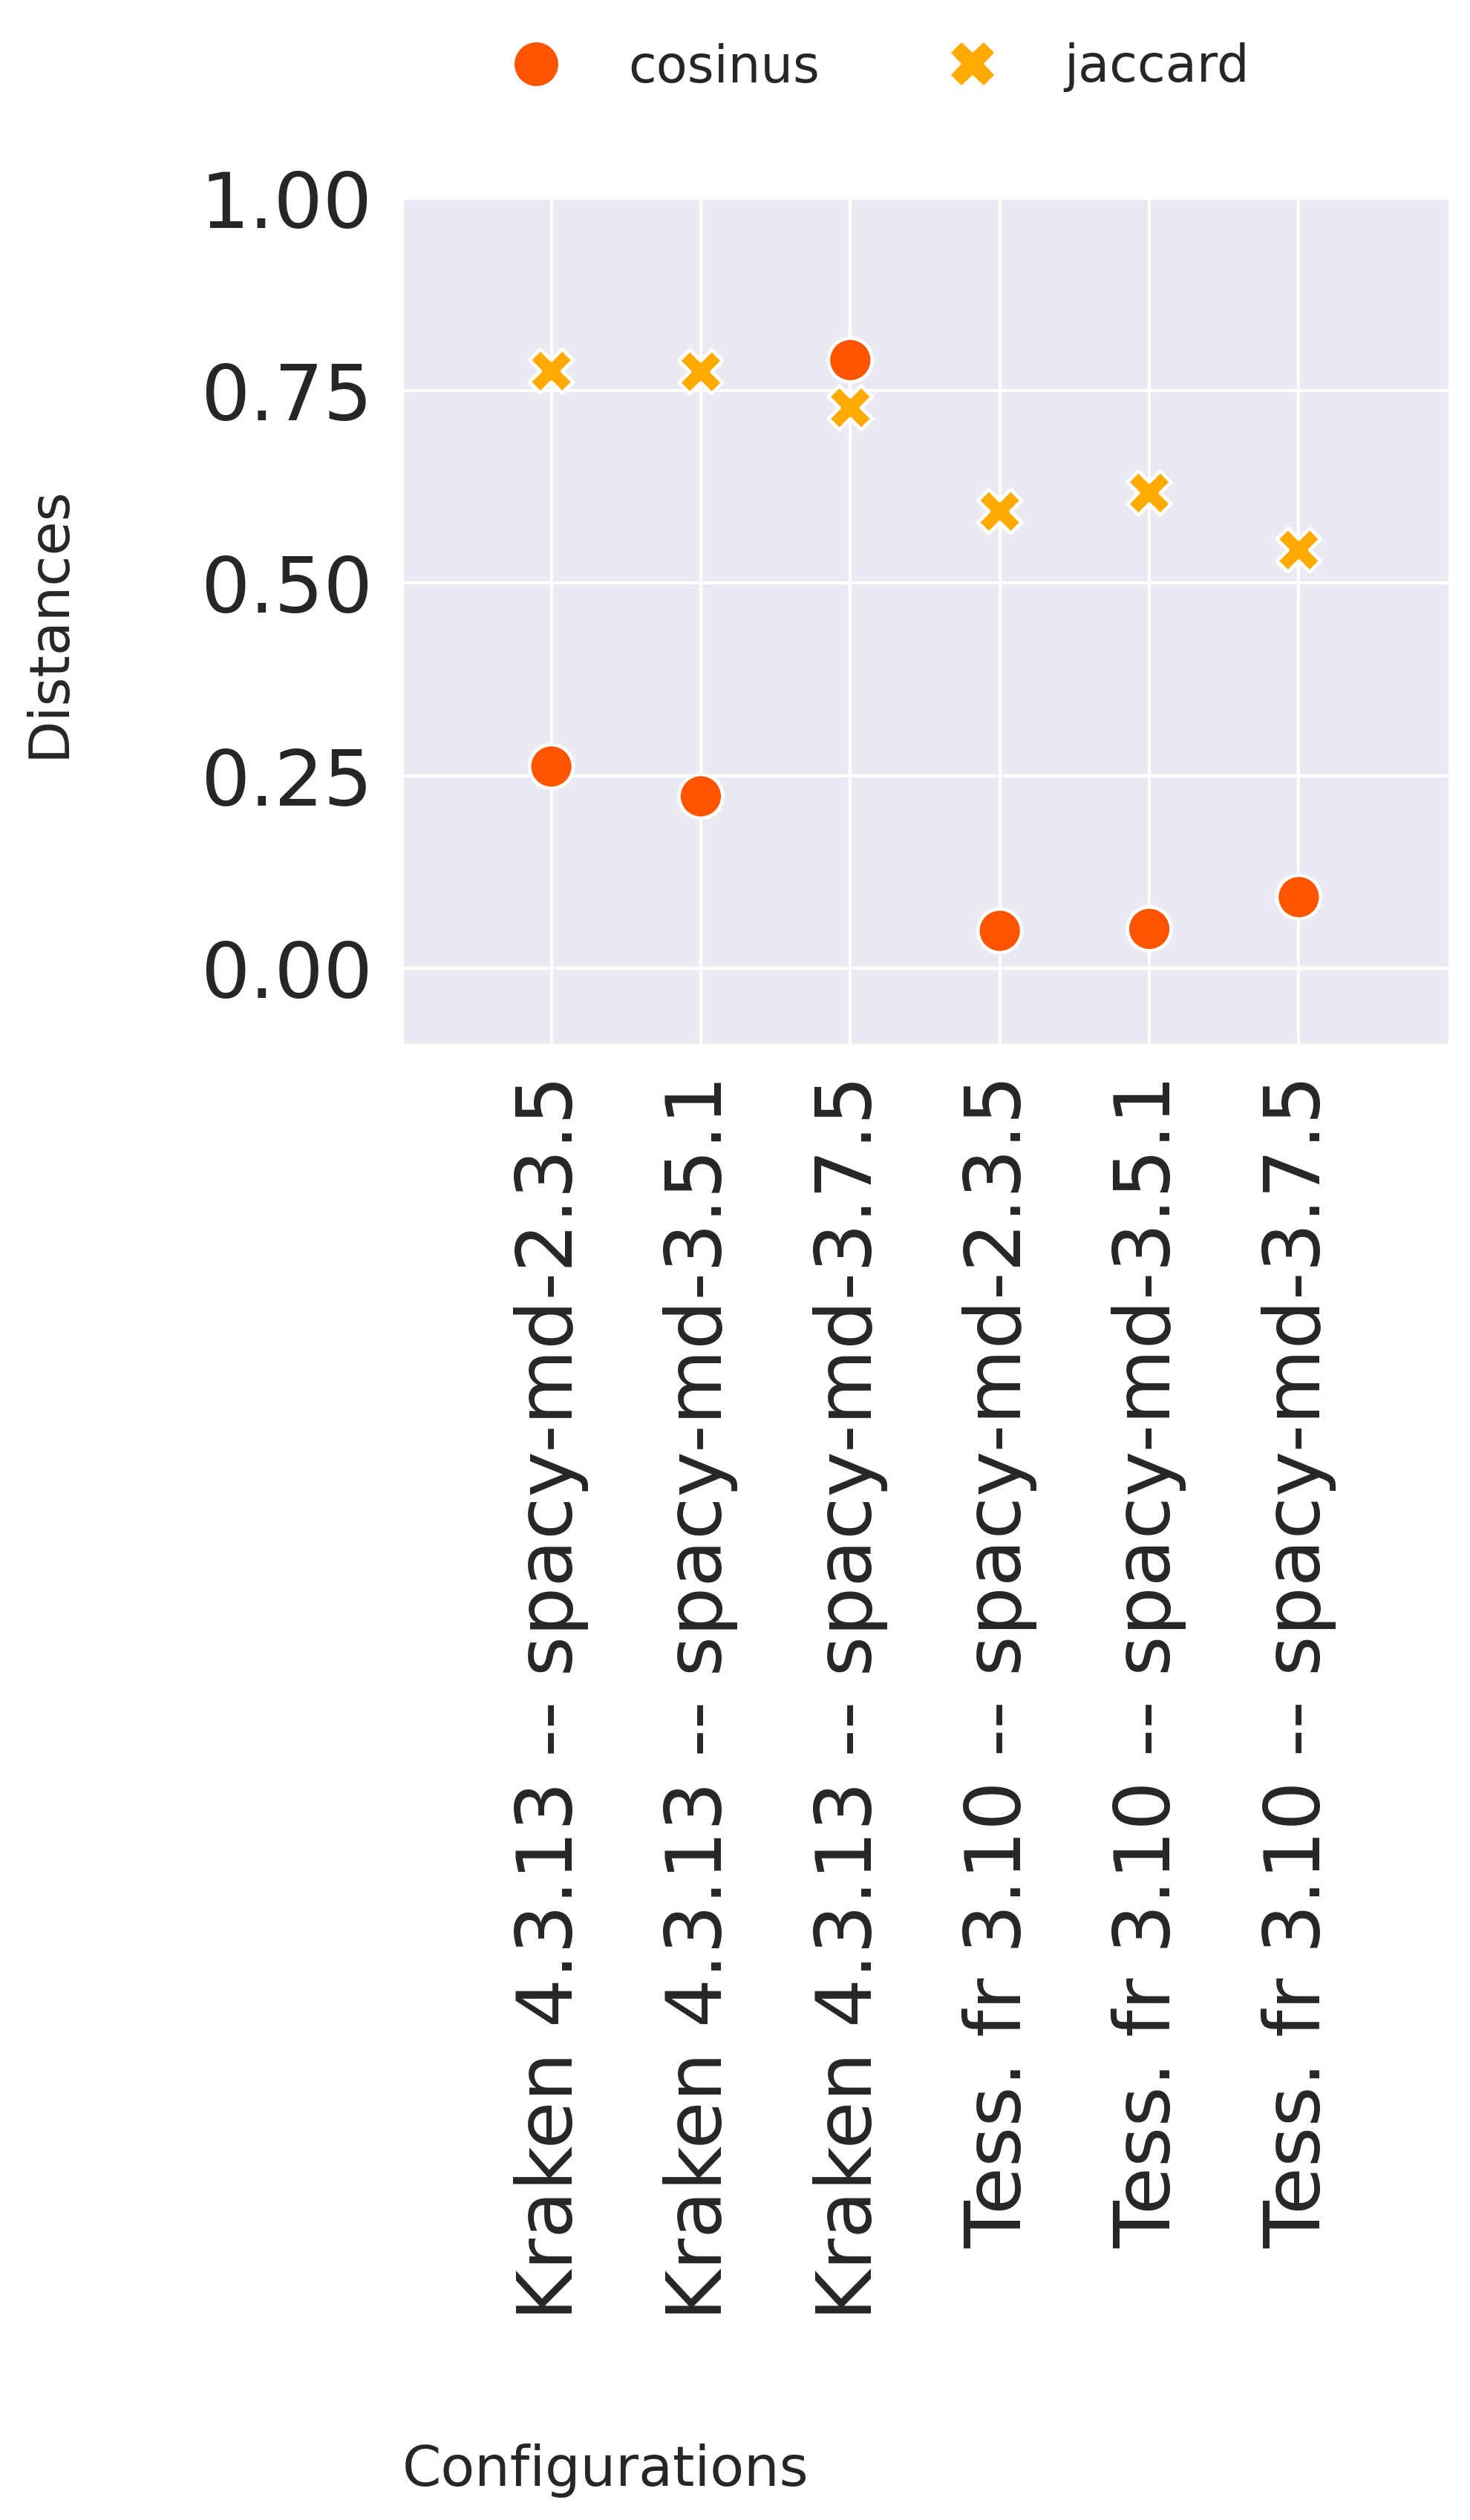 cosinus
jaccard
1.00
0.75
0.50
0.25
0.00
Distances
Kraken 4.3.13 -- spacy-md-2.3.5
Kraken 4.3.13 -- spacy-md-3.5.1
Kraken 4.3.13 -- spacy-md-3.7.5
Tess. fr 3.10 -- spacy-md-2.3.5
Tess. fr 3.10 -- spacy-md-3.5.1
Tess. fr 3.10 -- spacy-md-3.7.5
Configurations